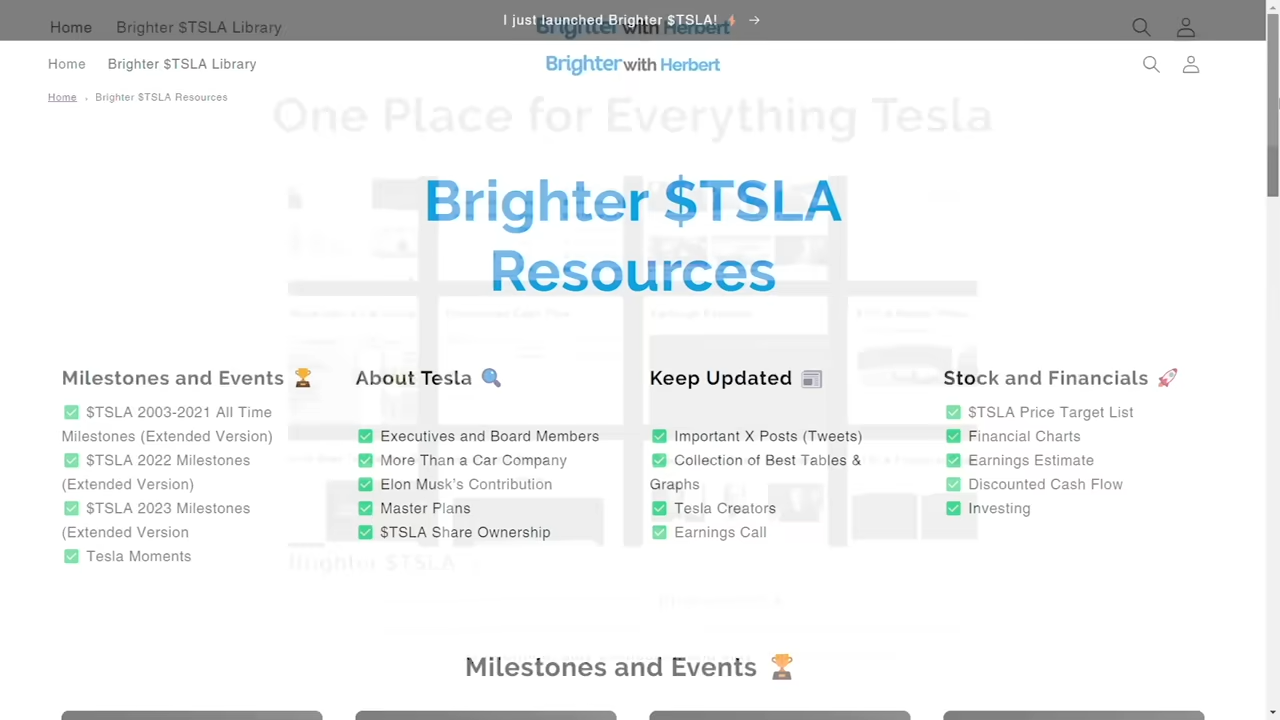 I just launched Brighter $TSLA! ⚡ →
Home Brighter $TSLA Library Brighter with Herbert
Home Brighter $TSLA Library Brighter with Herbert
Home › Brighter $TSLA Resources
One Place for Everything Tesla
Brighter $TSLA
Resources
Milestones and Events 🏆
✅ $TSLA 2003-2021 All Time
Milestones (Extended Version)
✅ $TSLA 2022 Milestones
(Extended Version)
✅ $TSLA 2023 Milestones
(Extended Version
✅ Tesla Moments
About Tesla 🔍
✅ Executives and Board Members
✅ More Than a Car Company
✅ Elon Musk's Contribution
✅ Master Plans
✅ $TSLA Share Ownership
Keep Updated 📰
✅ Important X Posts (Tweets)
✅ Collection of Best Tables &
Graphs
✅ Tesla Creators
✅ Earnings Call
Stock and Financials 🚀
✅ $TSLA Price Target List
✅ Financial Charts
✅ Earnings Estimate
✅ Discounted Cash Flow
✅ Investing
Brighter $TSLA
Milestones and Events 🏆